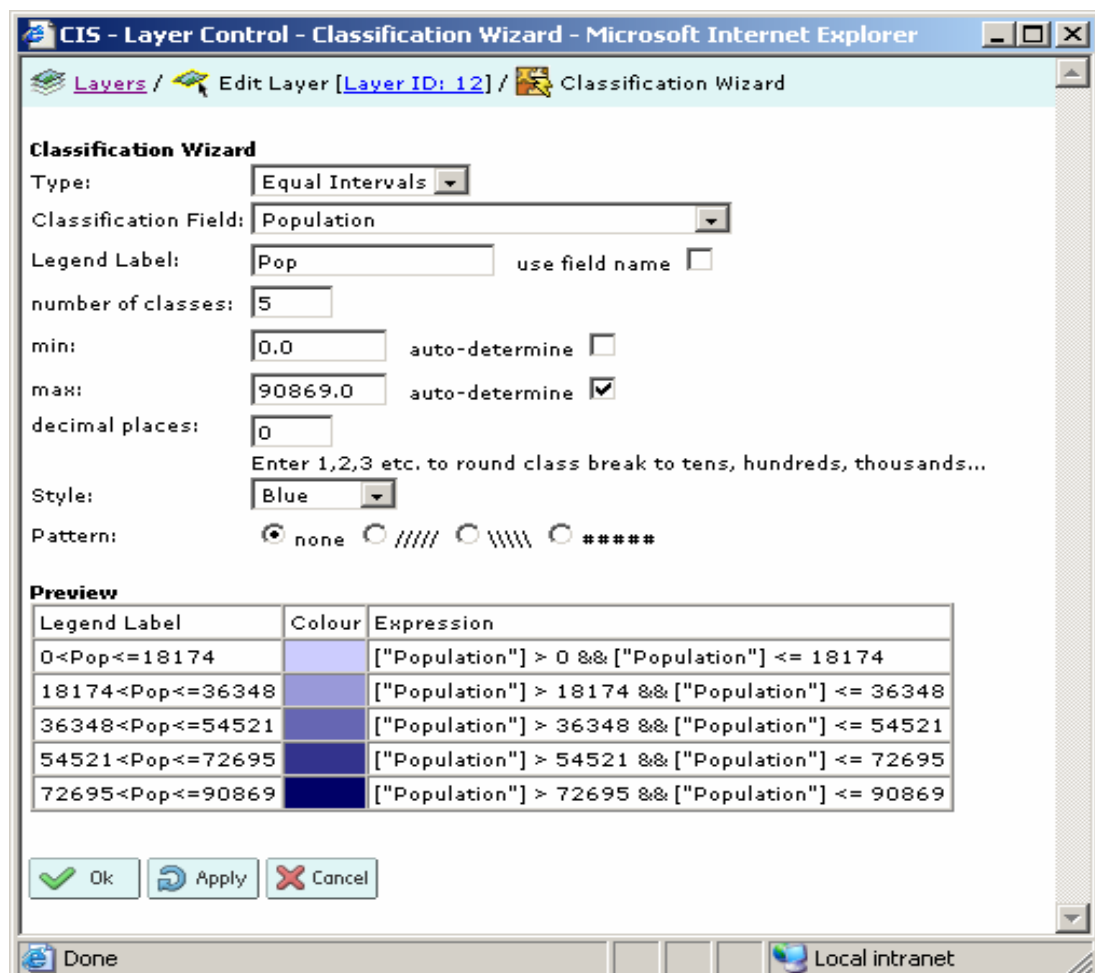 CIS - Layer Control - Classification Wizard - Microsoft Internet Explorer
Layers / Edit Layer [Layer ID: 12] / Classification Wizard
Classification Wizard
Type: Equal Intervals
Classification Field: Population
Legend Label: Pop use field name
number of classes: 5
min: 0.0 auto-determine
max: 90869.0 auto-determine
decimal places: 0
Enter 1,2,3 etc. to round class break to tens, hundreds, thousands...
Style: Blue
Pattern: none ///// \\\\\ #####
Preview
Legend Label Colour Expression
0<Pop<=18174 ["Population"] > 0 && ["Population"] <= 18174
18174<Pop<=36348 ["Population"] > 18174 && ["Population"] <= 36348
36348<Pop<=54521 ["Population"] > 36348 && ["Population"] <= 54521
54521<Pop<=72695 ["Population"] > 54521 && ["Population"] <= 72695
72695<Pop<=90869 ["Population"] > 72695 && ["Population"] <= 90869
Ok Apply Cancel
Done Local intranet